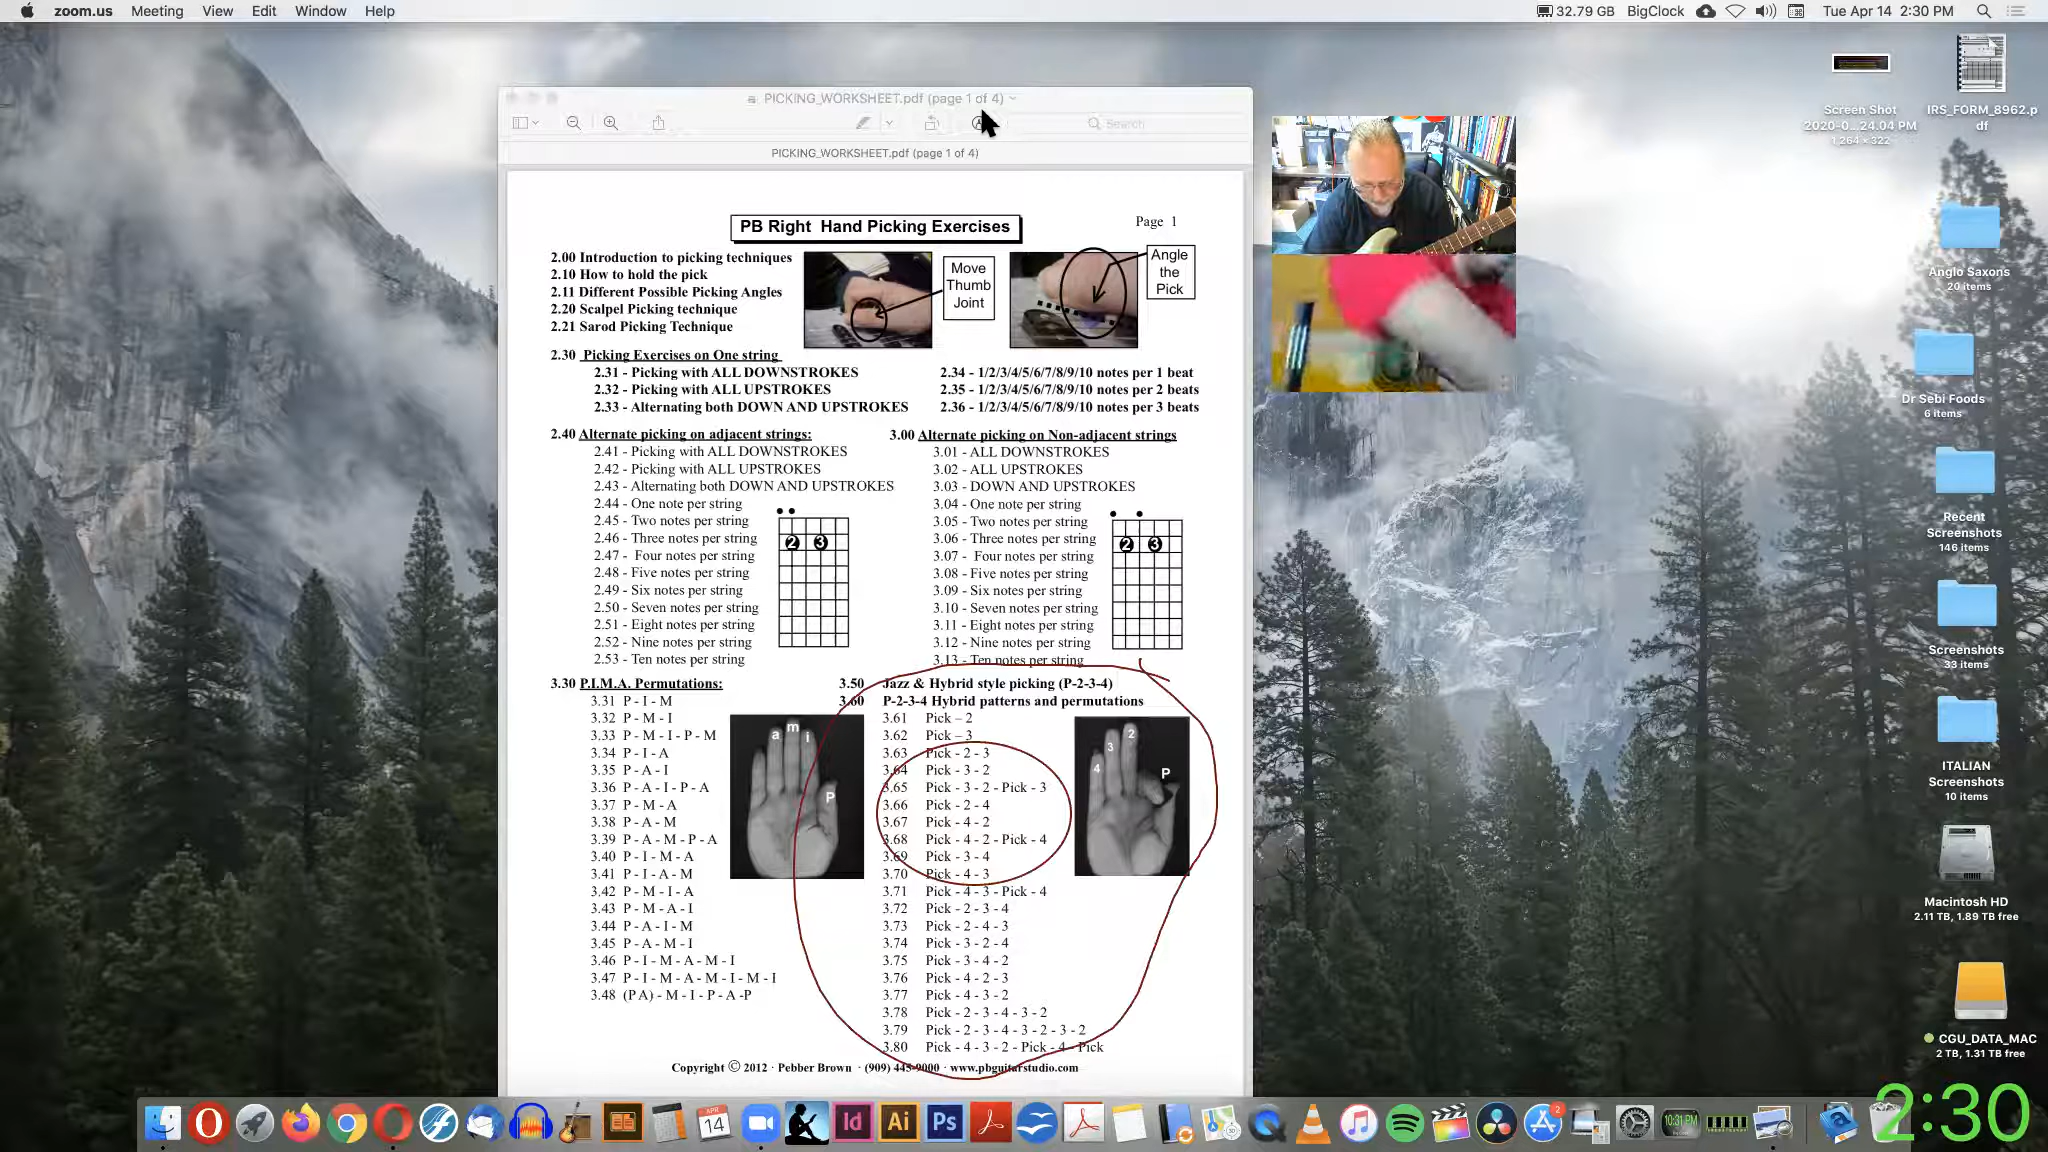 zoom.us Meeting View Edit Window Help
32.79 GB BigClock Tue Apr 14 2:30 PM
PICKING_WORKSHEET.pdf (page 1 of 4)
Search
PICKING_WORKSHEET.pdf (page 1 of 4)
PB Right Hand Picking Exercises
Page 1
2.00 Introduction to picking techniques
2.10 How to hold the pick
2.11 Different Possible Picking Angles
2.20 Scalpel Picking technique
2.21 Sarod Picking Technique
Move
Thumb
Joint
Angle
the
Pick
2.30 Picking Exercises on One string
2.31 - Picking with ALL DOWNSTROKES
2.32 - Picking with ALL UPSTROKES
2.33 - Alternating both DOWN AND UPSTROKES
2.34 - 1/2/3/4/5/6/7/8/9/10 notes per 1 beat
2.35 - 1/2/3/4/5/6/7/8/9/10 notes per 2 beats
2.36 - 1/2/3/4/5/6/7/8/9/10 notes per 3 beats
2.40 Alternate picking on adjacent strings:
2.41 - Picking with ALL DOWNSTROKES
2.42 - Picking with ALL UPSTROKES
2.43 - Alternating both DOWN AND UPSTROKES
2.44 - One note per string
2.45 - Two notes per string
2.46 - Three notes per string
2.47 - Four notes per string
2.48 - Five notes per string
2.49 - Six notes per string
2.50 - Seven notes per string
2.51 - Eight notes per string
2.52 - Nine notes per string
2.53 - Ten notes per string
2 3
3.00 Alternate picking on Non-adjacent strings
3.01 - ALL DOWNSTROKES
3.02 - ALL UPSTROKES
3.03 - DOWN AND UPSTROKES
3.04 - One note per string
3.05 - Two notes per string
3.06 - Three notes per string
3.07 - Four notes per string
3.08 - Five notes per string
3.09 - Six notes per string
3.10 - Seven notes per string
3.11 - Eight notes per string
3.12 - Nine notes per string
3.13 - Ten notes per string
2 3
3.30 P.I.M.A. Permutations:
3.31 P - I - M
3.32 P - M - I
3.33 P - M - I - P - M
3.34 P - I - A
3.35 P - A - I
3.36 P - A - I - P - A
3.37 P - M - A
3.38 P - A - M
3.39 P - A - M - P - A
3.40 P - I - M - A
3.41 P - I - A - M
3.42 P - M - I - A
3.43 P - M - A - I
3.44 P - A - I - M
3.45 P - A - M - I
3.46 P - I - M - A - M - I
3.47 P - I - M - A - M - I - M - I
3.48 (P A) - M - I - P - A -P
a m i P
3.50 Jazz & Hybrid style picking (P-2-3-4)
3.60 P-2-3-4 Hybrid patterns and permutations
3.61 Pick – 2
3.62 Pick – 3
3.63 Pick - 2 - 3
3.64 Pick - 3 - 2
3.65 Pick - 3 - 2 - Pick - 3
3.66 Pick - 2 - 4
3.67 Pick - 4 - 2
3.68 Pick - 4 - 2 - Pick - 4
3.69 Pick - 3 - 4
3.70 Pick - 4 - 3
3.71 Pick - 4 - 3 - Pick - 4
3.72 Pick - 2 - 3 - 4
3.73 Pick - 2 - 4 - 3
3.74 Pick - 3 - 2 - 4
3.75 Pick - 3 - 4 - 2
3.76 Pick - 4 - 2 - 3
3.77 Pick - 4 - 3 - 2
3.78 Pick - 2 - 3 - 4 - 3 - 2
3.79 Pick - 2 - 3 - 4 - 3 - 2 - 3 - 2
3.80 Pick - 4 - 3 - 2 - Pick - 4 - Pick
4 3 2 P
Copyright © 2012 · Pebber Brown · (909) 445-9000 · www.pbguitarstudio.com
Screen Shot
2020-0...24.04 PM
1 264 × 322
IRS_FORM_8962.p
df
Anglo Saxons
20 items
Dr Sebi Foods
6 items
Recent
Screenshots
146 items
Screenshots
33 items
ITALIAN
Screenshots
10 items
Macintosh HD
2.11 TB, 1.89 TB free
CGU_DATA_MAC
2 TB, 1.31 TB free
APR
14
Id
Ai
Ps
2
10:31 PM
2:30